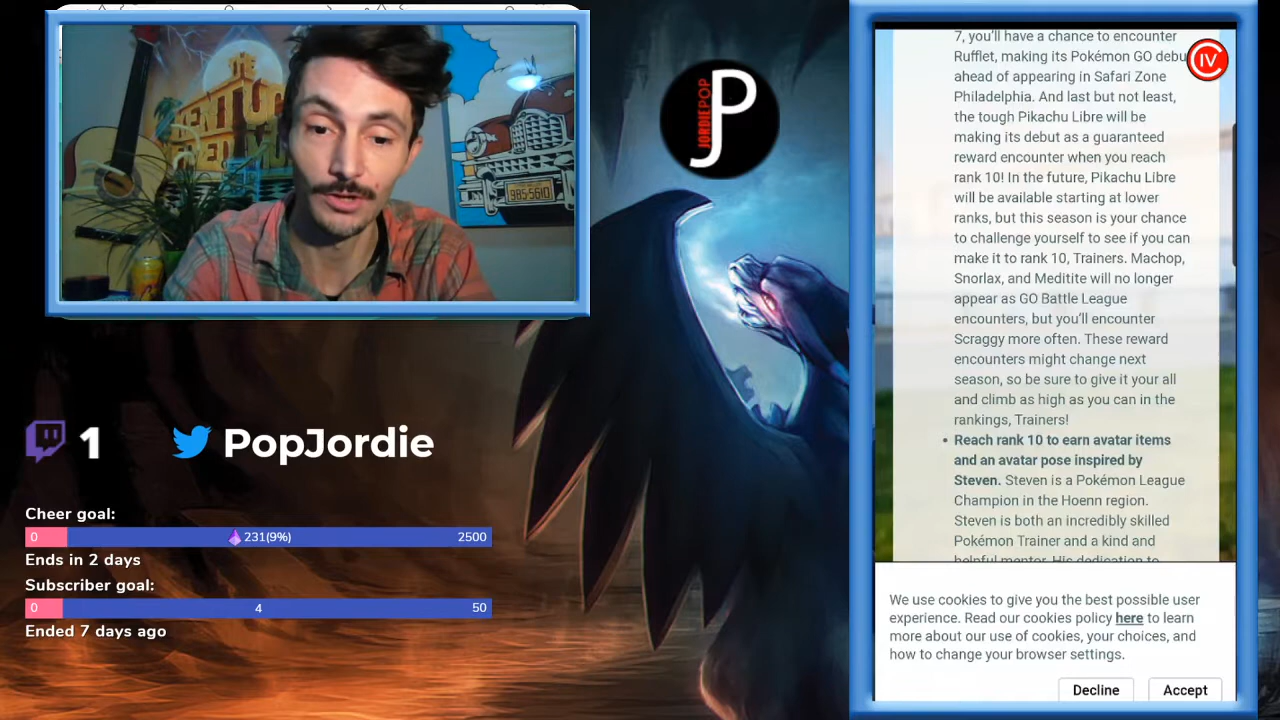 THE
985·5610
JORDIEPOP
JP
CIV
7, you'll have a chance to encounter
Rufflet, making its Pokémon GO debu
ahead of appearing in Safari Zone
Philadelphia. And last but not least,
the tough Pikachu Libre will be
making its debut as a guaranteed
reward encounter when you reach
rank 10! In the future, Pikachu Libre
will be available starting at lower
ranks, but this season is your chance
to challenge yourself to see if you can
make it to rank 10, Trainers. Machop,
Snorlax, and Meditite will no longer
appear as GO Battle League
encounters, but you'll encounter
Scraggy more often. These reward
encounters might change next
season, so be sure to give it your all
and climb as high as you can in the
rankings, Trainers!
• Reach rank 10 to earn avatar items
and an avatar pose inspired by
Steven. Steven is a Pokémon League
Champion in the Hoenn region.
Steven is both an incredibly skilled
Pokémon Trainer and a kind and
helpful mentor. His dedication to
We use cookies to give you the best possible user
experience. Read our cookies policy here to learn
more about our use of cookies, your choices, and
how to change your browser settings.
Decline Accept
1 PopJordie
Cheer goal:
0 231(9%) 2500
Ends in 2 days
Subscriber goal:
0 4 50
Ended 7 days ago